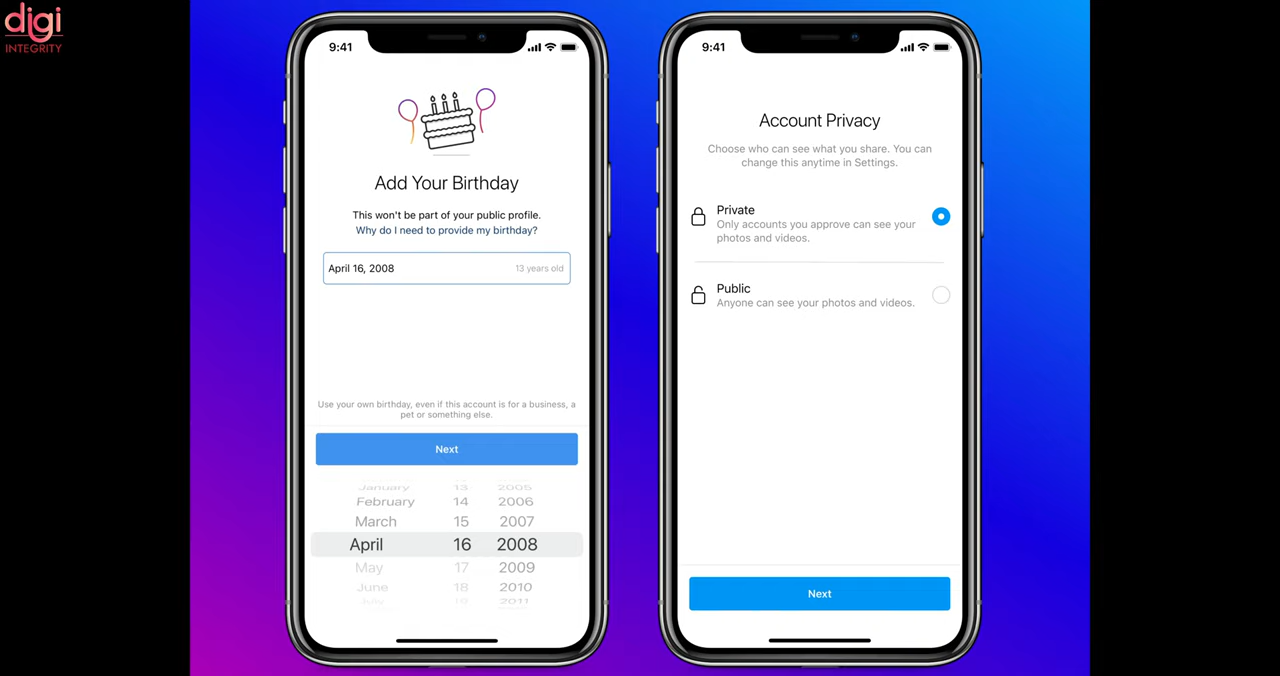 digi
INTEGRITY
9:41
Add Your Birthday
This won't be part of your public profile.
Why do I need to provide my birthday?
April 16, 2008 13 years old
Use your own birthday, even if this account is for a business, a
pet or something else.
Next
January 13 2005
February 14 2006
March 15 2007
April 16 2008
May 17 2009
June 18 2010
July 19 2011
9:41
Account Privacy
Choose who can see what you share. You can
change this anytime in Settings.
Private
Only accounts you approve can see your
photos and videos.
Public
Anyone can see your photos and videos.
Next